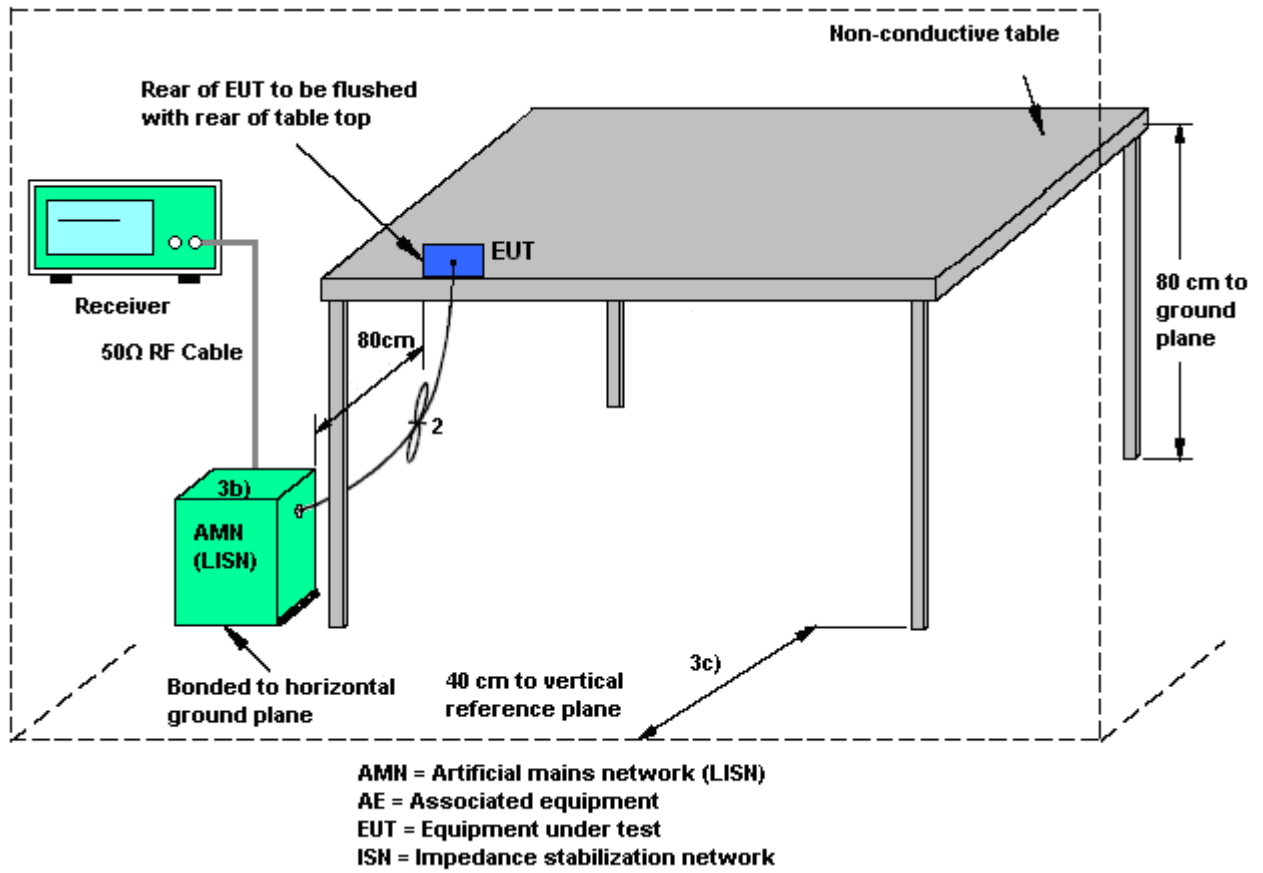 Non-conductive table
Rear of EUT to be flushed
with rear of table top
EUT
Receiver
80cm
80 cm to
ground
plane
50Ω RF Cable
2
3b)
AMN
(LISN)
3c)
Bonded to horizontal
ground plane
40 cm to vertical
reference plane
AMN = Artificial mains network (LISN)
AE = Associated equipment
EUT = Equipment under test
ISN = Impedance stabilization network